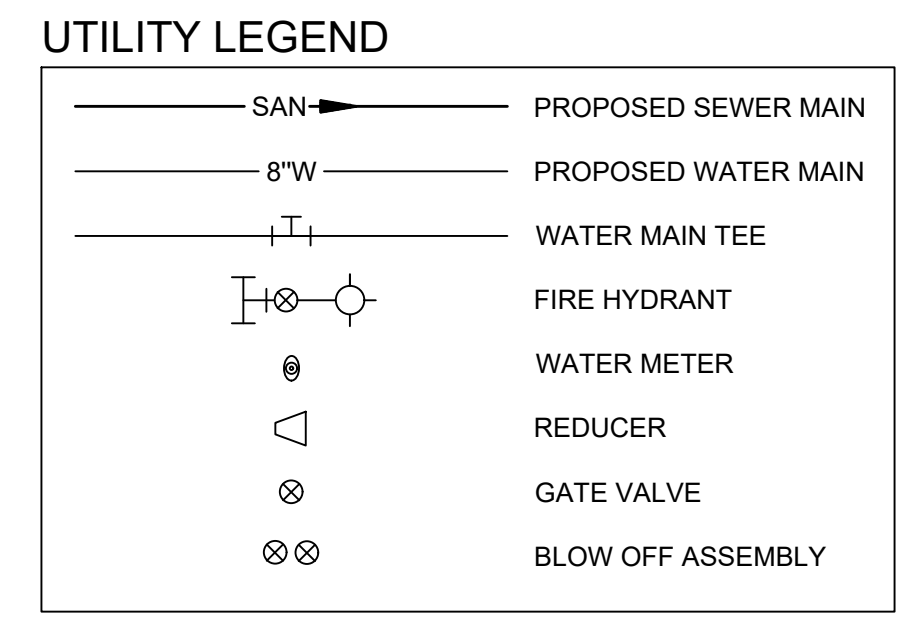 UTILITY LEGEND
SAN PROPOSED SEWER MAIN
8"W PROPOSED WATER MAIN
WATER MAIN TEE
FIRE HYDRANT
WATER METER
REDUCER
GATE VALVE
BLOW OFF ASSEMBLY